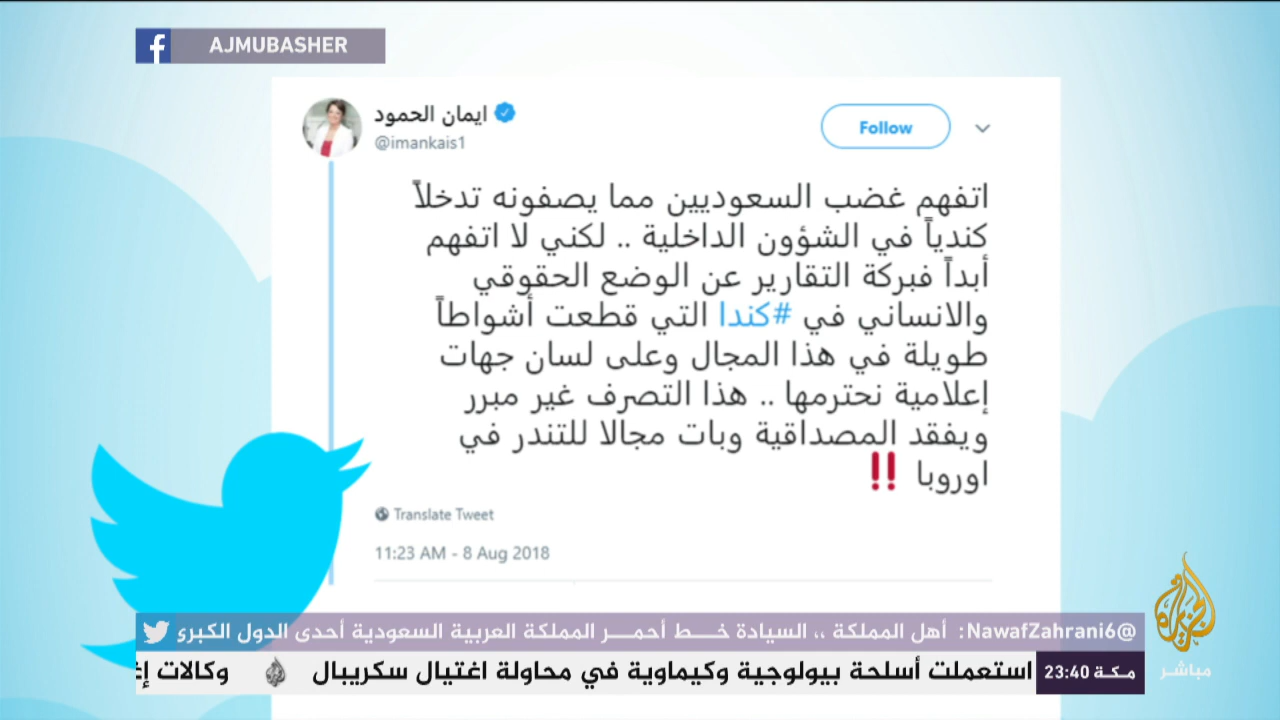 AJMUBASHER
ايمان الحمود
@imankais1
Follow
اتفهم غضب السعوديين مما يصفونه تدخلاً
كندياً في الشؤون الداخلية .. لكني لا اتفهم
أبداً فبركة التقارير عن الوضع الحقوقي
والانساني في #كندا التي قطعت أشواطاً
طويلة في هذا المجال وعلى لسان جهات
إعلامية نحترمها .. هذا التصرف غير مبرر
ويفقد المصداقية وبات مجالا للتندر في
اوروبا ‼
Translate Tweet
11:23 AM - 8 Aug 2018
@NawafZahrani6: أهل المملكة ،، السيادة خــط أحمــر المملكة العربية السعودية أحدى الدول الكبرى
مكة 23:40
استعملت أسلحة بيولوجية وكيماوية في محاولة اغتيال سكريبال
وكالات
الجزيرة
مباشر